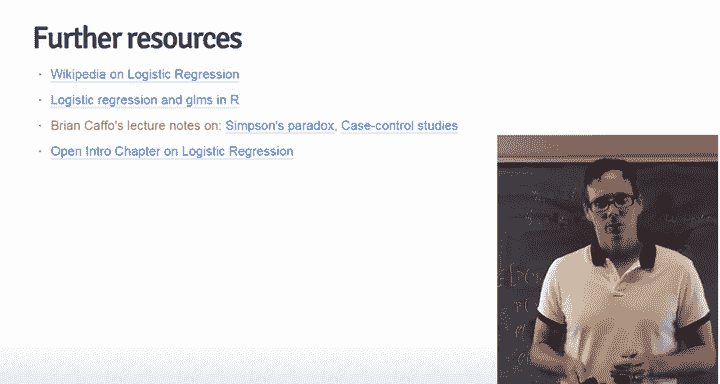 Further resources
Wikipedia on Logistic Regression
Logistic regression and glms in R
Brian Caffo's lecture notes on: Simpson's paradox, Case-control studies
Open Intro Chapter on Logistic Regression